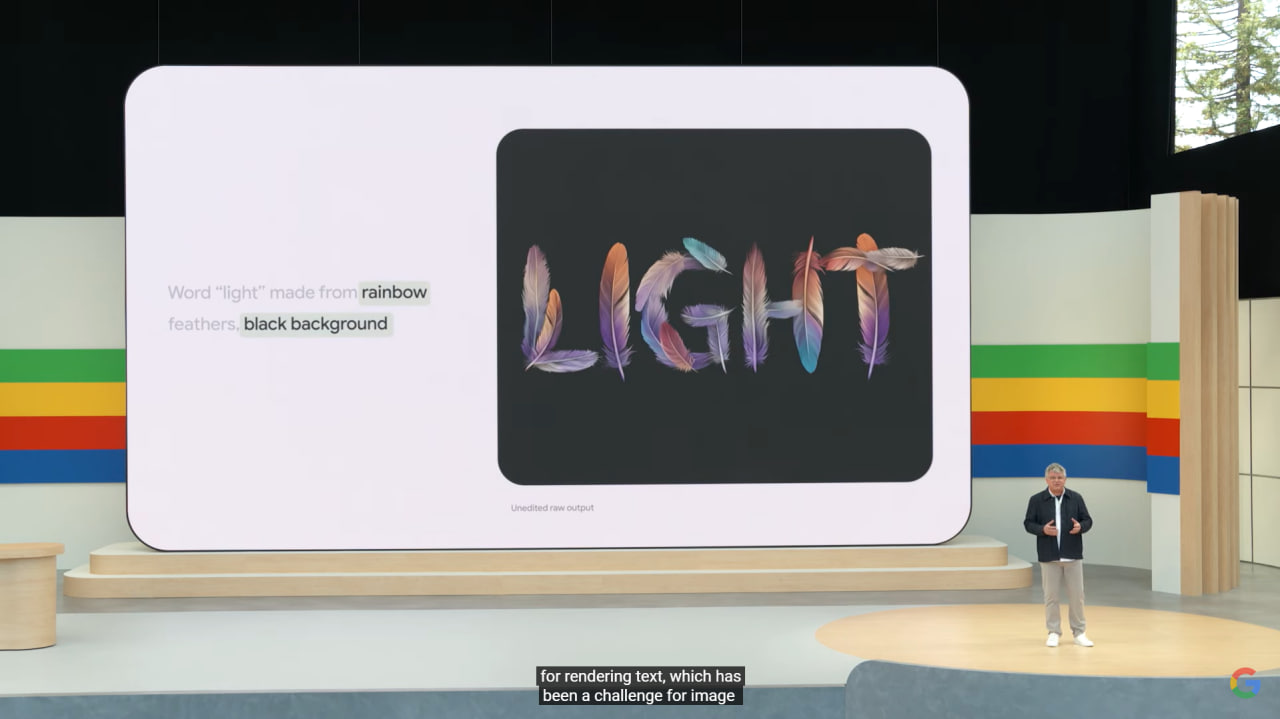 Word “light” made from rainbow
feathers, black background
LIGHT
Unedited raw output
for rendering text, which has
been a challenge for image